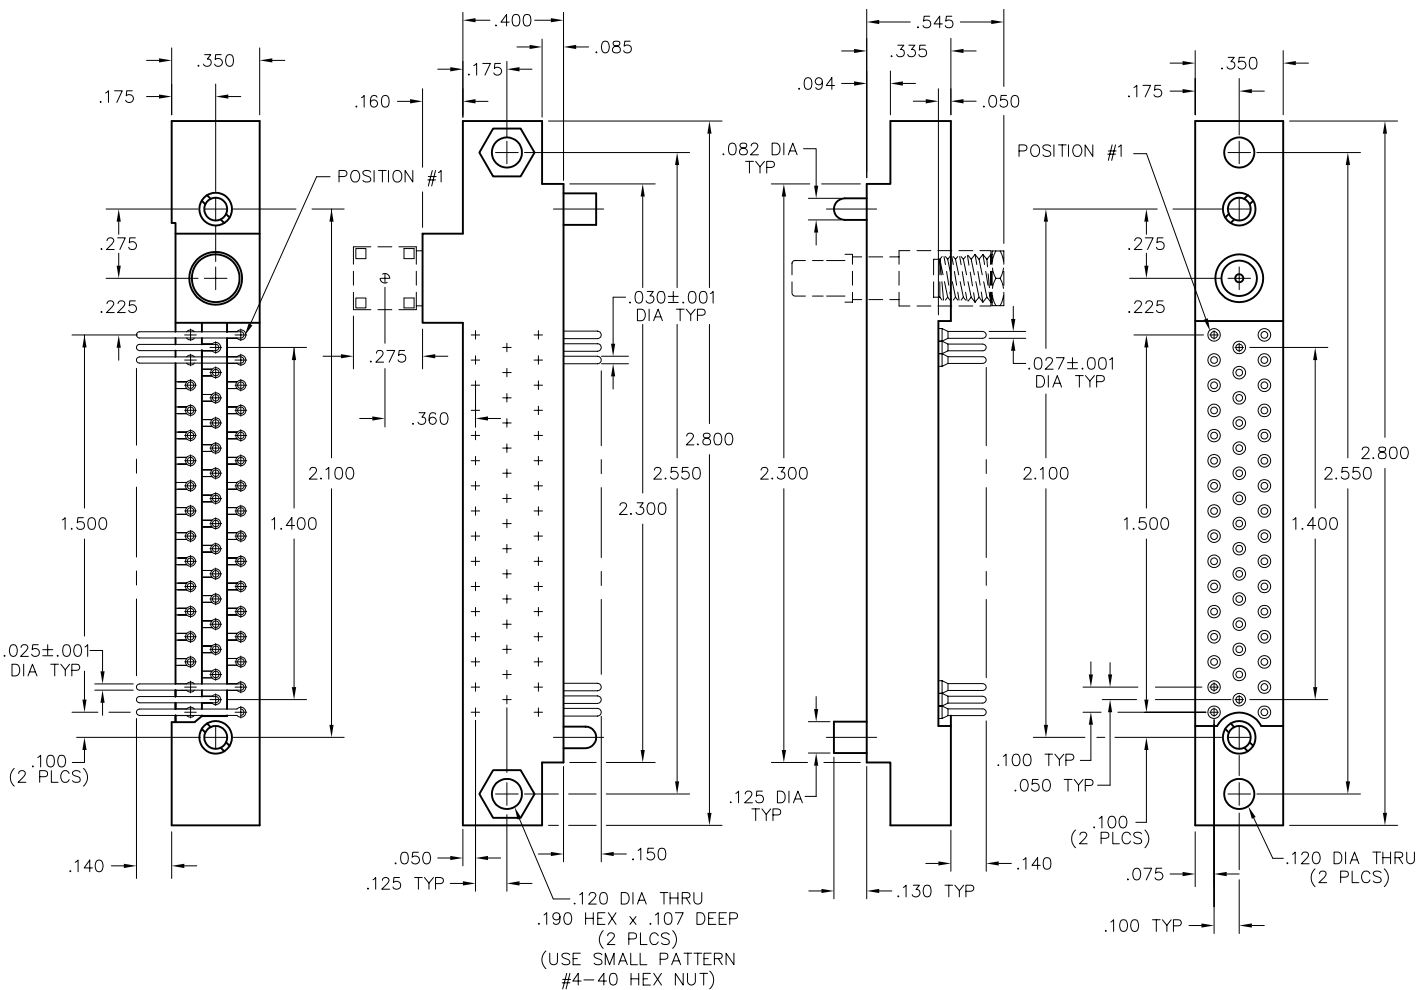 .350
.175
POSITION #1
.275
.225
1.500
1.400
2.100
.025±.001
DIA TYP
.100
(2 PLCS)
.140
.400
.085
.175
.160
.030±.001
DIA TYP
.275
.360
2.800
2.550
2.300
.050
.125 TYP
.150
.120 DIA THRU
.190 HEX x .107 DEEP
(2 PLCS)
(USE SMALL PATTERN
#4-40 HEX NUT)
.545
.335
.094
.050
.082 DIA
TYP
.027±.001
DIA TYP
2.300
.125 DIA
TYP
.140
.130 TYP
.350
.175
POSITION #1
.275
.225
2.100
1.500
1.400
2.550
2.800
.100 TYP
.050 TYP
.100
(2 PLCS)
.075
.100 TYP
.120 DIA THRU
(2 PLCS)